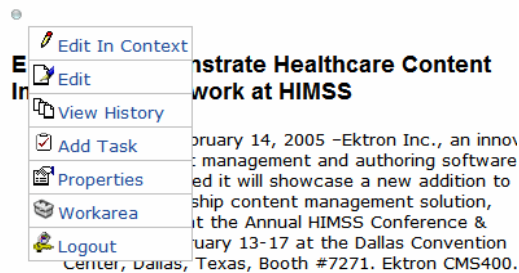 Edit In Context
E
nstrate Healthcare Content
Edit
In
work at HIMSS
View History
Add Task
bruary 14, 2005 –Ektron Inc., an innov
management and authoring software
Properties
ed it will showcase a new addition to
ship content management solution,
Workarea
at the Annual HIMSS Conference &
Logout
ruary 13-17 at the Dallas Convention
Center, Dallas, Texas, Booth #7271. Ektron CMS400.